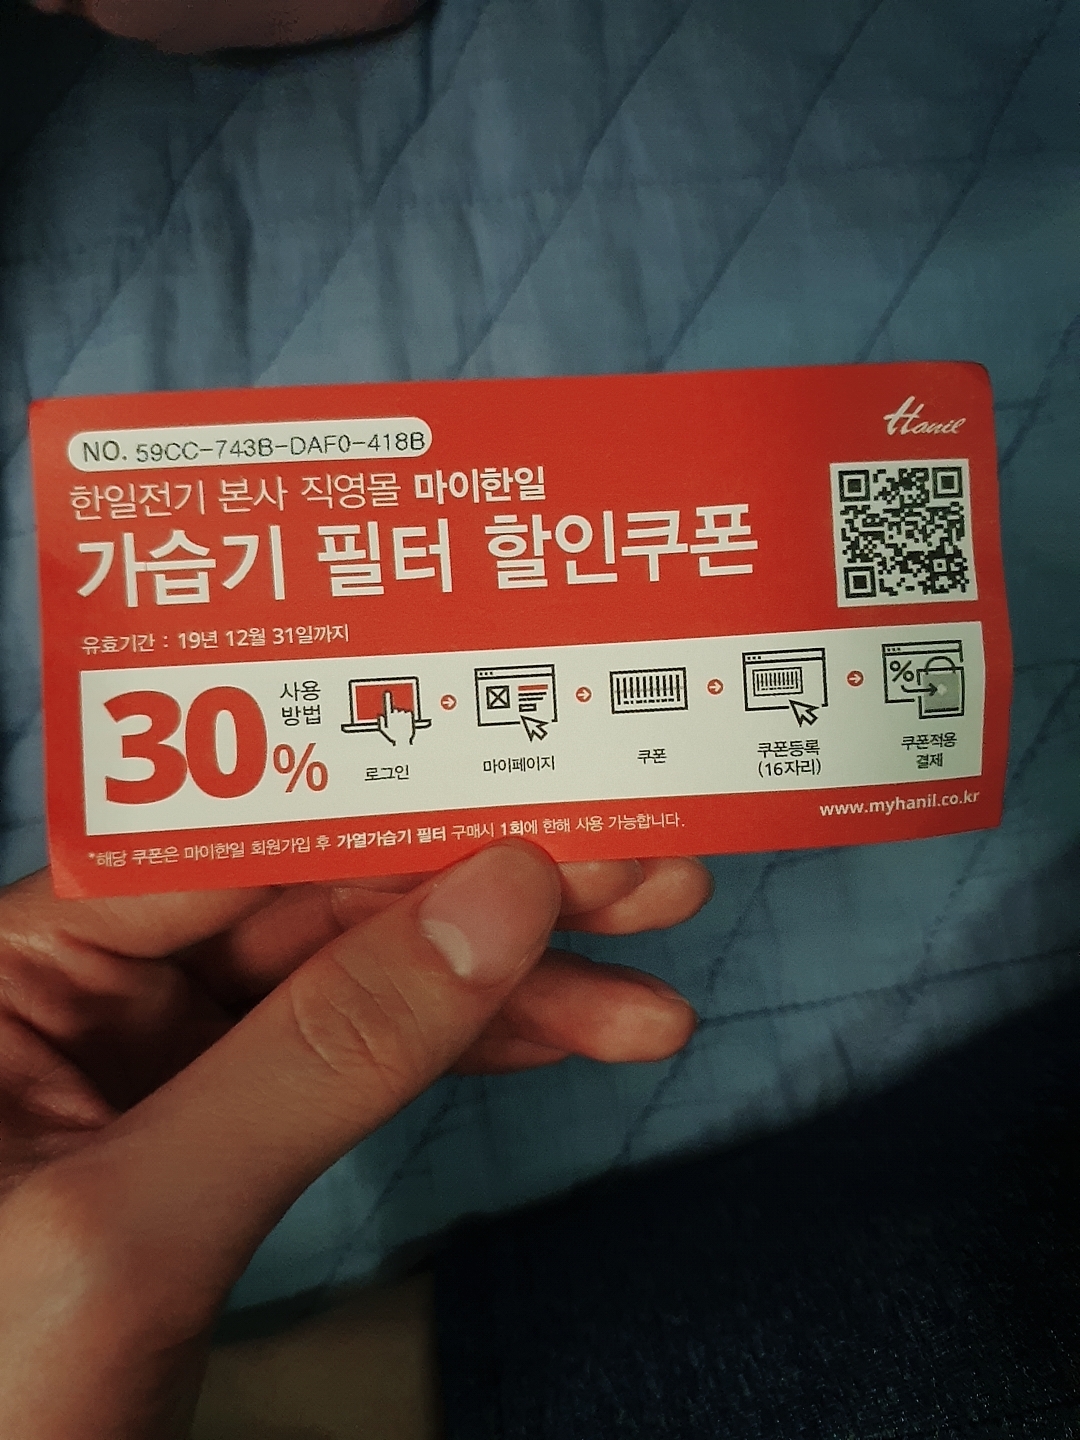 Hanil
NO. 59CC-743B-DAF0-418B
한일전기 본사 직영몰 마이한일
가습기 필터 할인쿠폰
유효기간 : 19년 12월 31일까지
30%
사용
방법
로그인
마이페이지
쿠폰
쿠폰등록
(16자리)
%
쿠폰적용
결제
*해당 쿠폰은 마이한일 회원가입 후 가열가습기 필터 구매시 1회에 한해 사용 가능합니다.
www.myhanil.co.kr